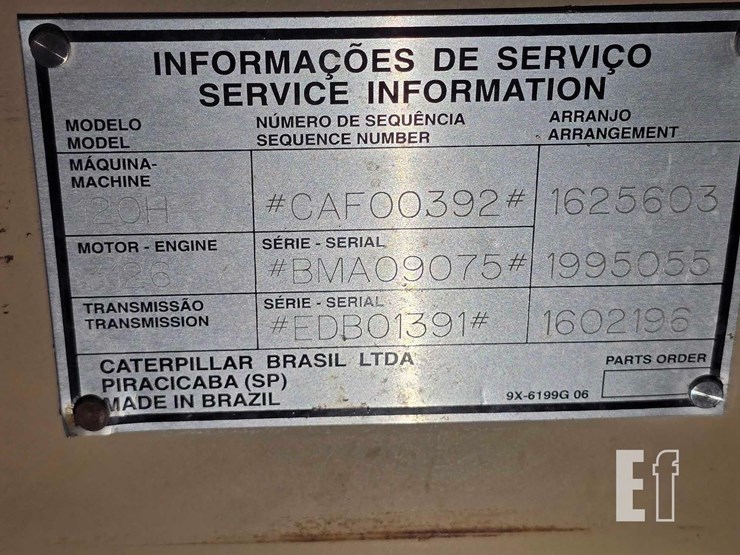 INFORMAÇÕES DE SERVIÇO
SERVICE INFORMATION
MODELO
MODEL
NÚMERO DE SEQUÊNCIA
SEQUENCE NUMBER
ARRANJO
ARRANGEMENT
MÁQUINA-
MACHINE
20H
#CAF00392#
1625603
MOTOR - ENGINE
SÉRIE - SERIAL
#BMA09075#
1995055
TRANSMISSÃO
TRANSMISSION
SÉRIE - SERIAL
#EDB01391#
1602196
CATERPILLAR BRASIL LTDA
PIRACICABA (SP)
MADE IN BRAZIL
9X-6199G 06
PARTS ORDER
Ef